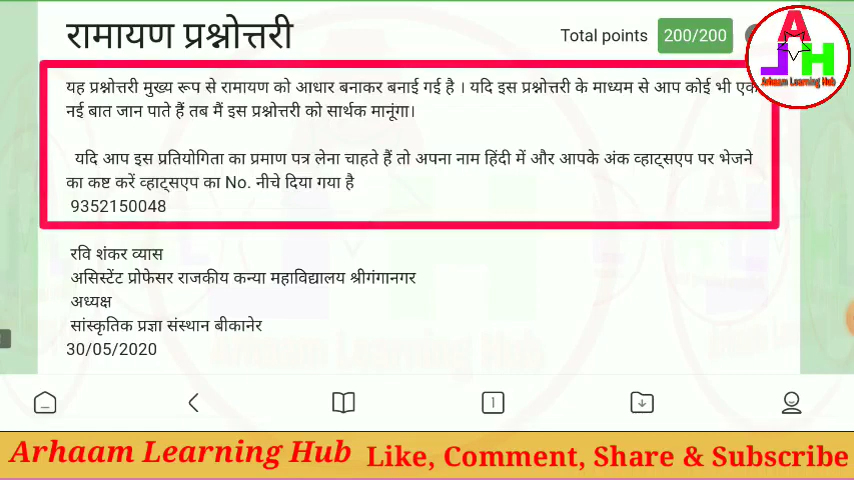 रामायण प्रश्नोत्तरी
Total points 200/200
A
L H
Arhaam Learning Hub
यह प्रश्नोत्तरी मुख्य रूप से रामायण को आधार बनाकर बनाई गई है । यदि इस प्रश्नोत्तरी के माध्यम से आप कोई भी एक
नई बात जान पाते हैं तब मैं इस प्रश्नोत्तरी को सार्थक मानूंगा।
यदि आप इस प्रतियोगिता का प्रमाण पत्र लेना चाहते हैं तो अपना नाम हिंदी में और आपके अंक व्हाट्सएप पर भेजने
का कष्ट करें व्हाट्सएप का No. नीचे दिया गया है
9352150048
रवि शंकर व्यास
असिस्टेंट प्रोफेसर राजकीय कन्या महाविद्यालय श्रीगंगानगर
अध्यक्ष
सांस्कृतिक प्रज्ञा संस्थान बीकानेर
30/05/2020
1
Arhaam Learning Hub Like, Comment, Share & Subscribe